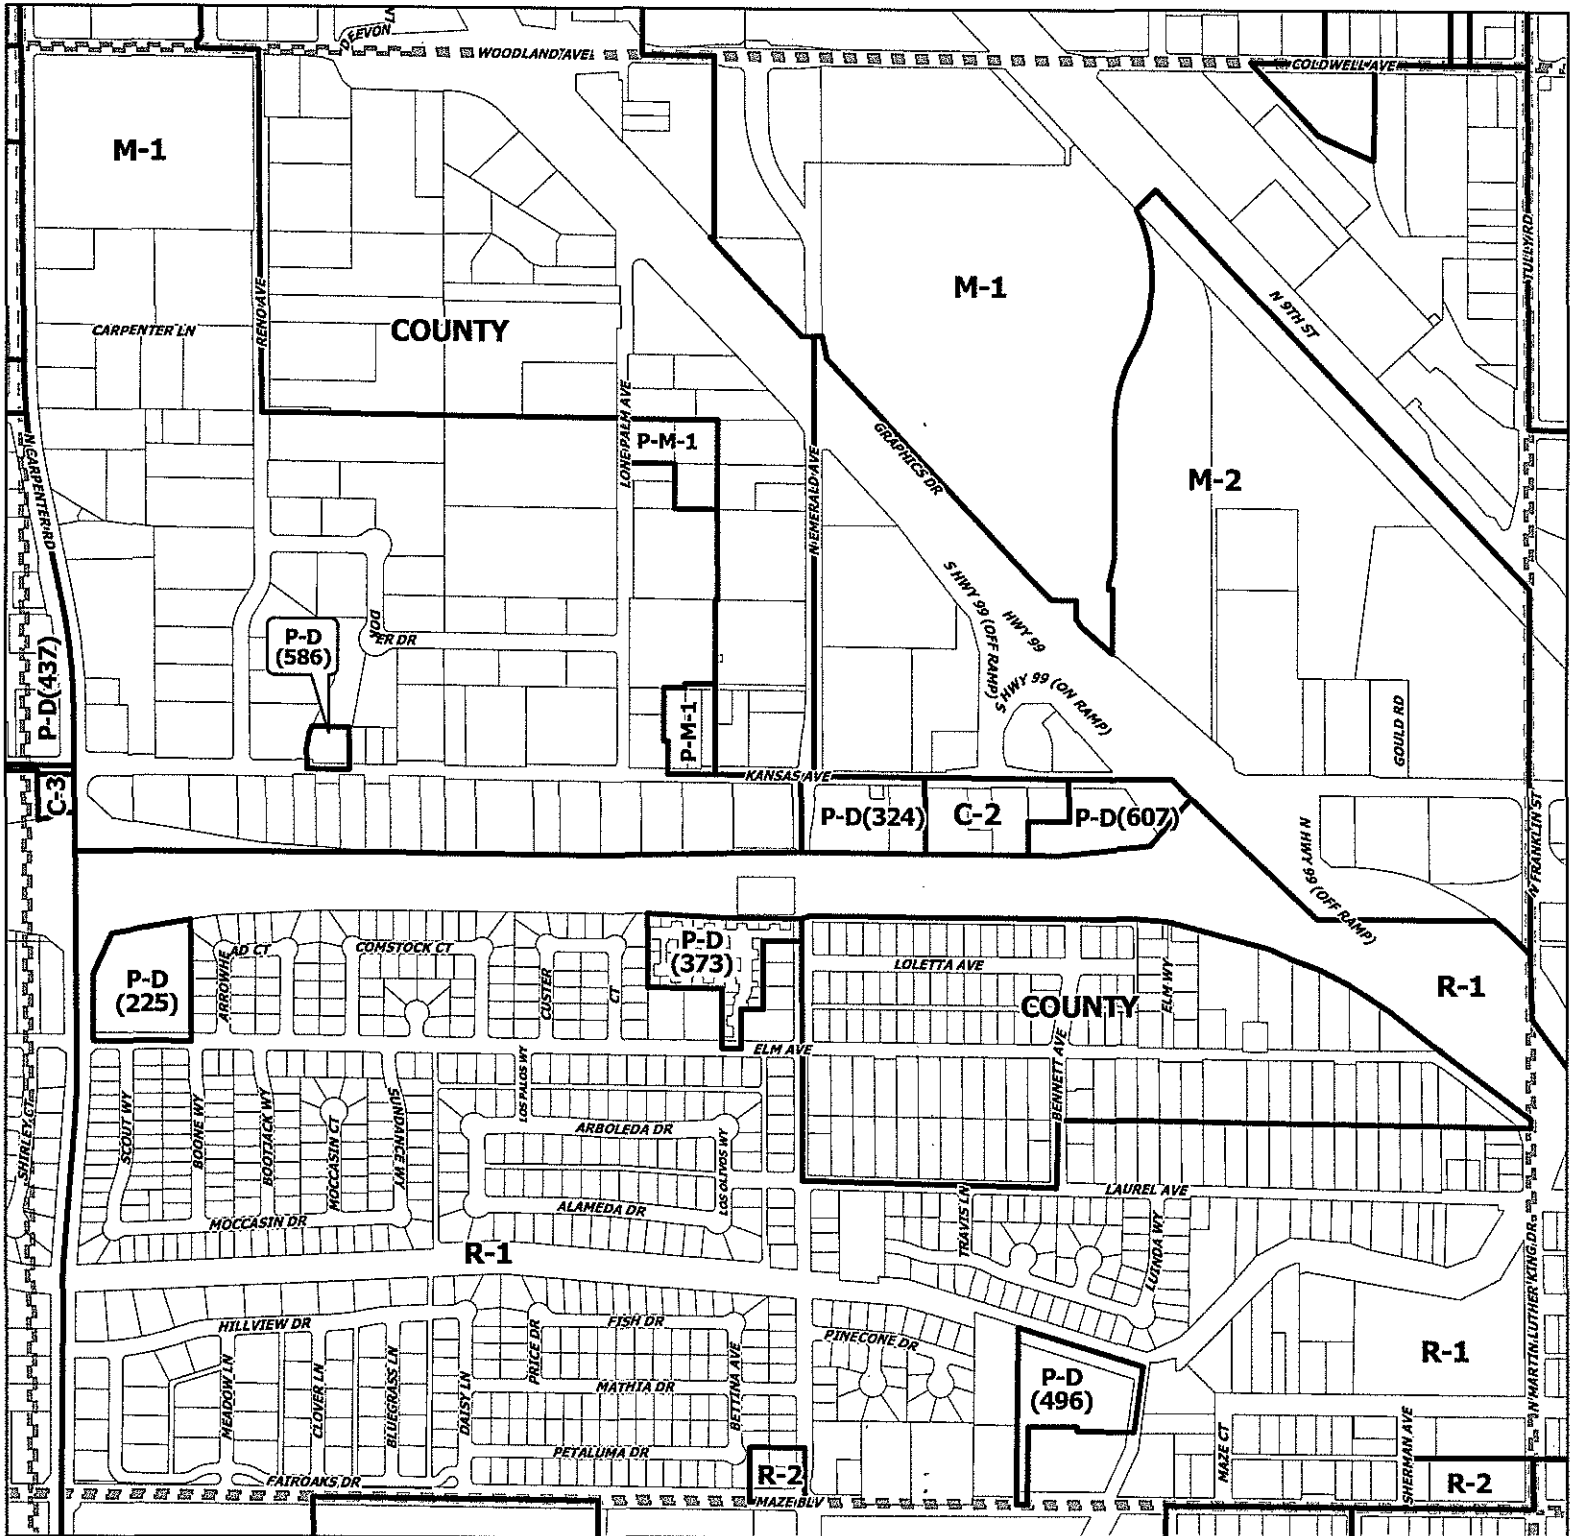 DEEVON LN
WOODLAND AVE
COLDWELL AVE
M-1
N TULLY RD
RENO AVE
M-1
N 9TH ST
CARPENTER LN
COUNTY
LONE PALM AVE
P-M-1
GRAPHICS DR
N CARPENTER RD
N EMERALD AVE
M-2
S HWY 99 (OFF RAMP)
HWY 99
P-D
(586)
DOKER DR
P-D(437)
S HWY 99 (ON RAMP)
P-M-1
GOULD RD
KANSAS AVE
C-3
P-D(324)
C-2
P-D(607)
N HWY 99 (OFF RAMP)
N FRANKLIN ST
P-D
(373)
ARROWHEAD CT
COMSTOCK CT
CUSTER CT
LOLETTA AVE
ELM WY
P-D
(225)
COUNTY
R-1
ELM AVE
BENNETT AVE
LOS PALOS WY
SHIRLEY CT
SCOUT WY
BOONE WY
BOOTJACK WY
MOCCASIN CT
SUNDANCE WY
ARBOLEDA DR
LOS OLIVOS WY
LAUREL AVE
MOCCASIN DR
ALAMEDA DR
TRAVIS LN
LUINDA WY
R-1
N MARTIN LUTHER KING DR
HILLVIEW DR
PRICE DR
FISH DR
PINECONE DR
R-1
MEADOW LN
CLOVER LN
BLUEGRASS LN
DAISY LN
MATHIA DR
BETTINA AVE
P-D
(496)
MAZE CT
SHERMAN AVE
PETALUMA DR
FAIROAKS DR
R-2
R-2
MAZE BLV